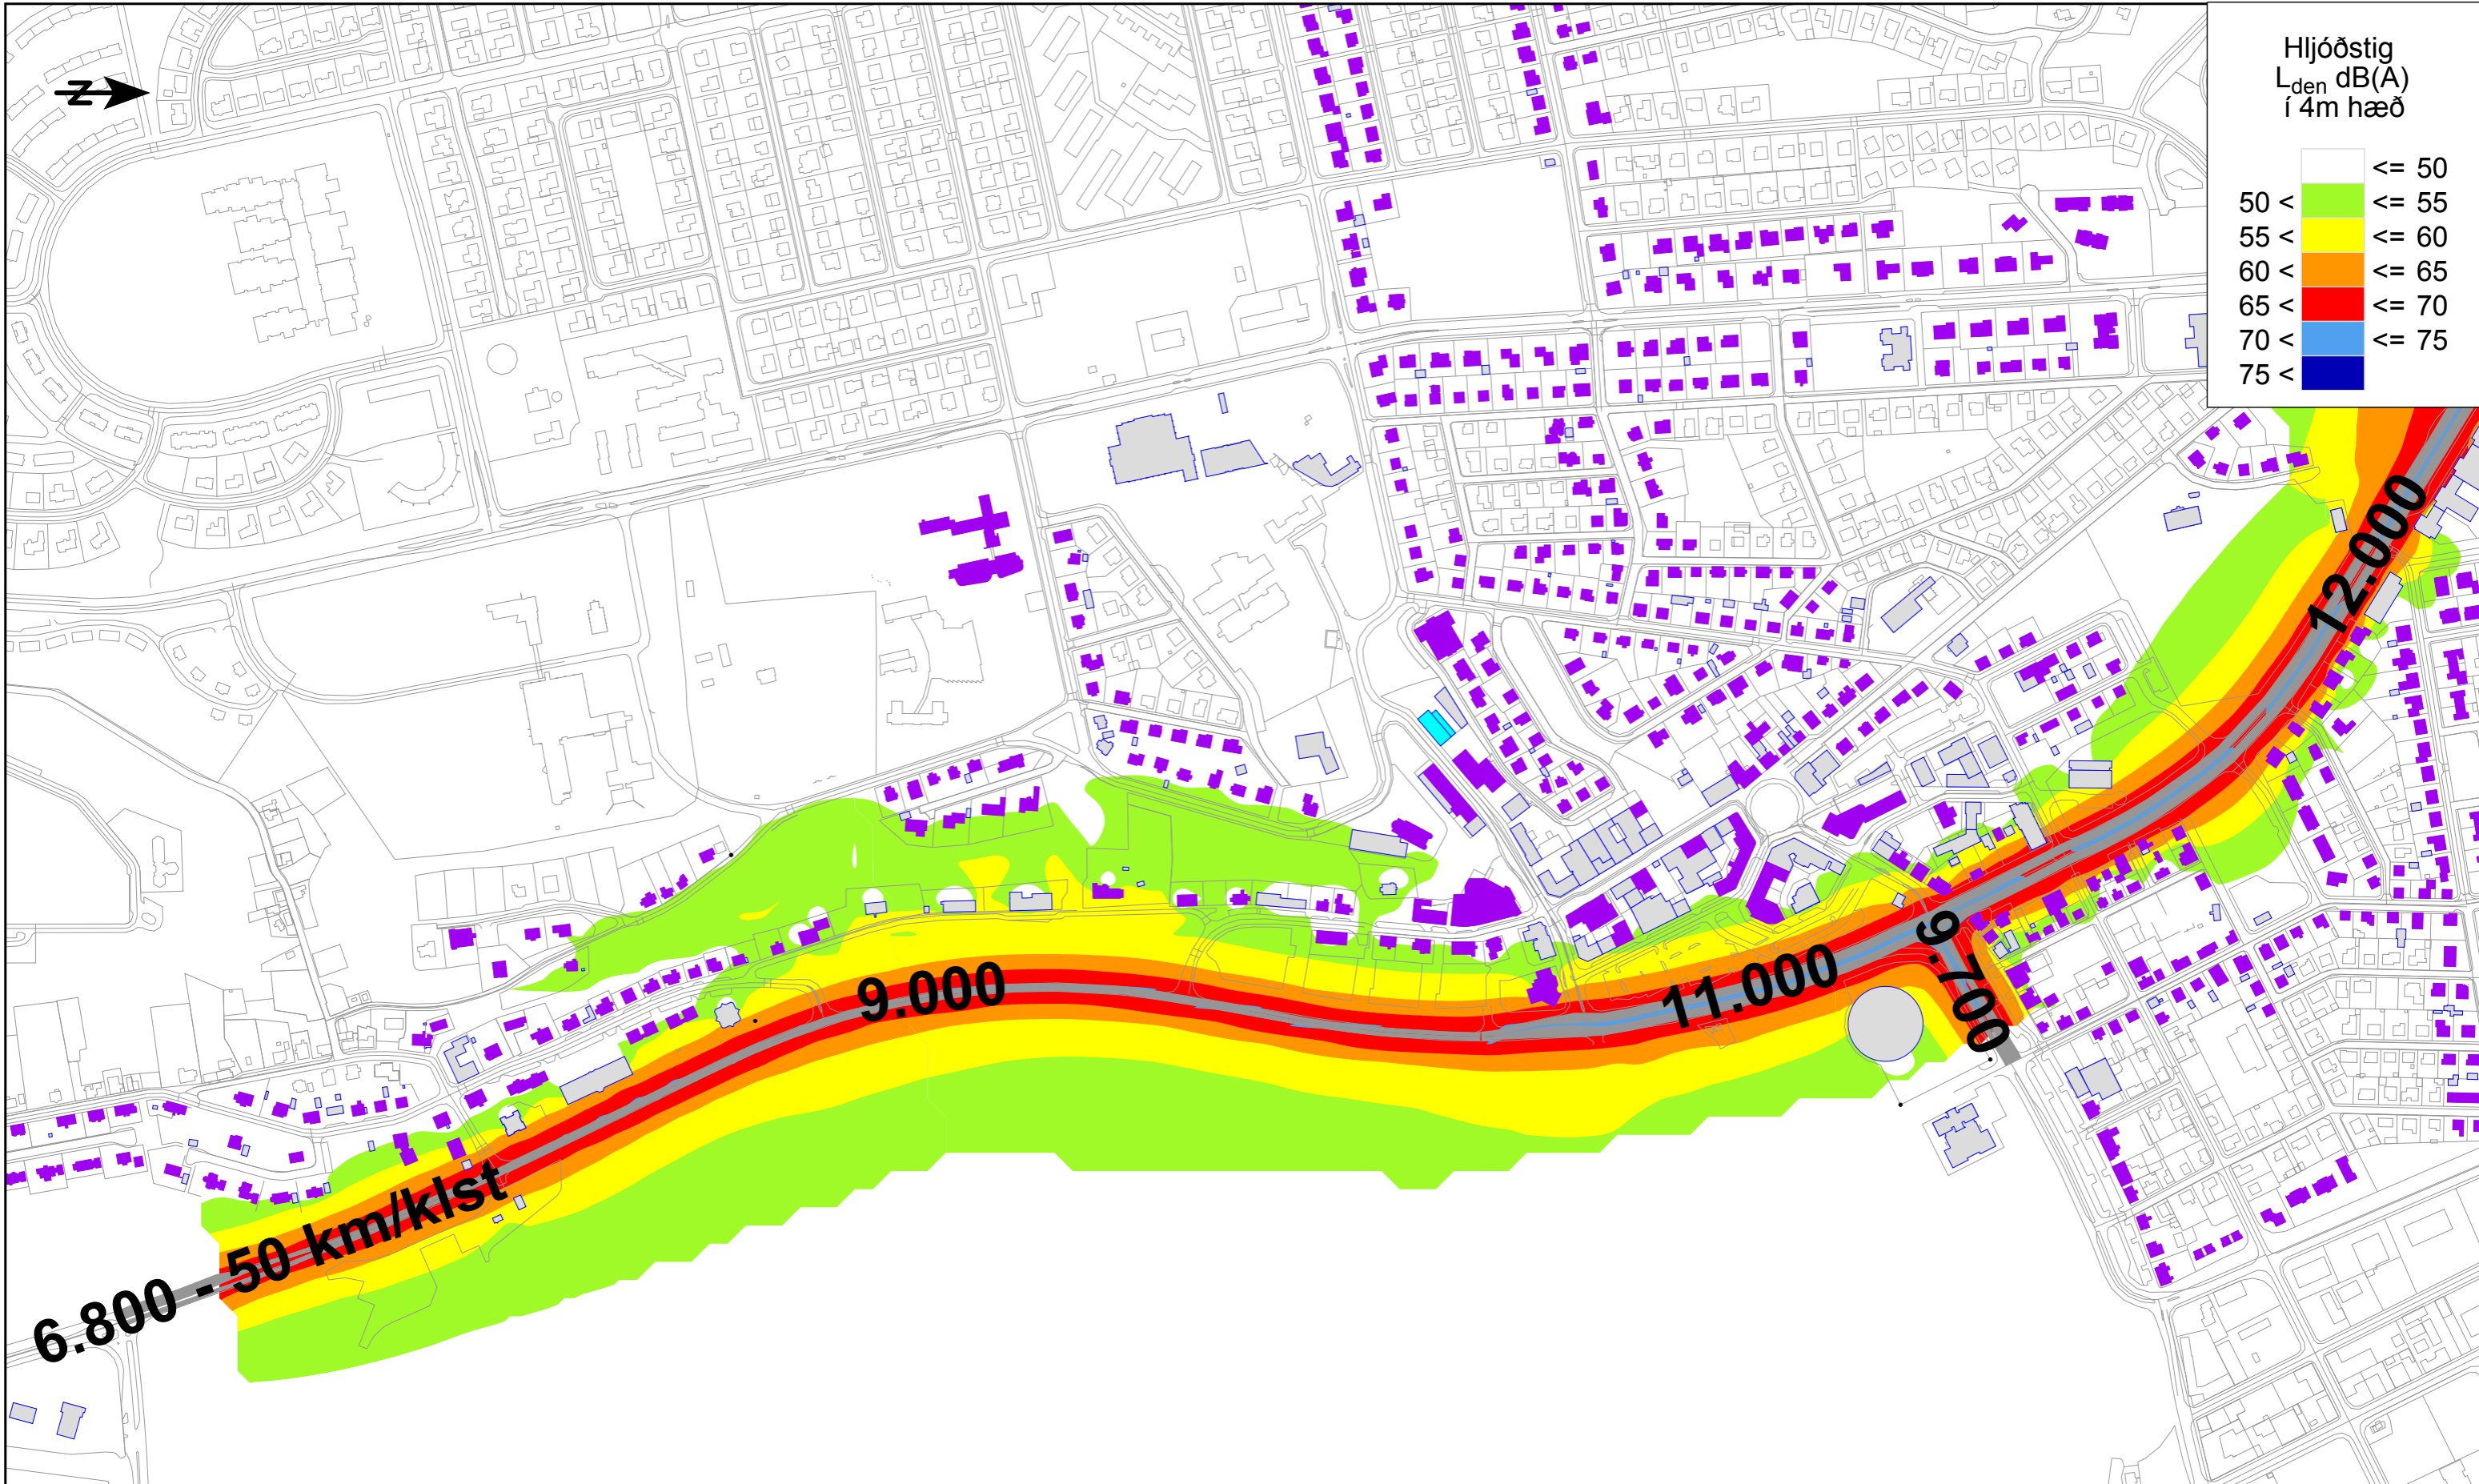 N
Hljóðstig
Lden dB(A)
í 4m hæð
<= 50
50 < <= 55
55 < <= 60
60 < <= 65
65 < <= 70
70 < <= 75
75 <
12.000
9.700
11.000
9.000
6.800 - 50 km/klst